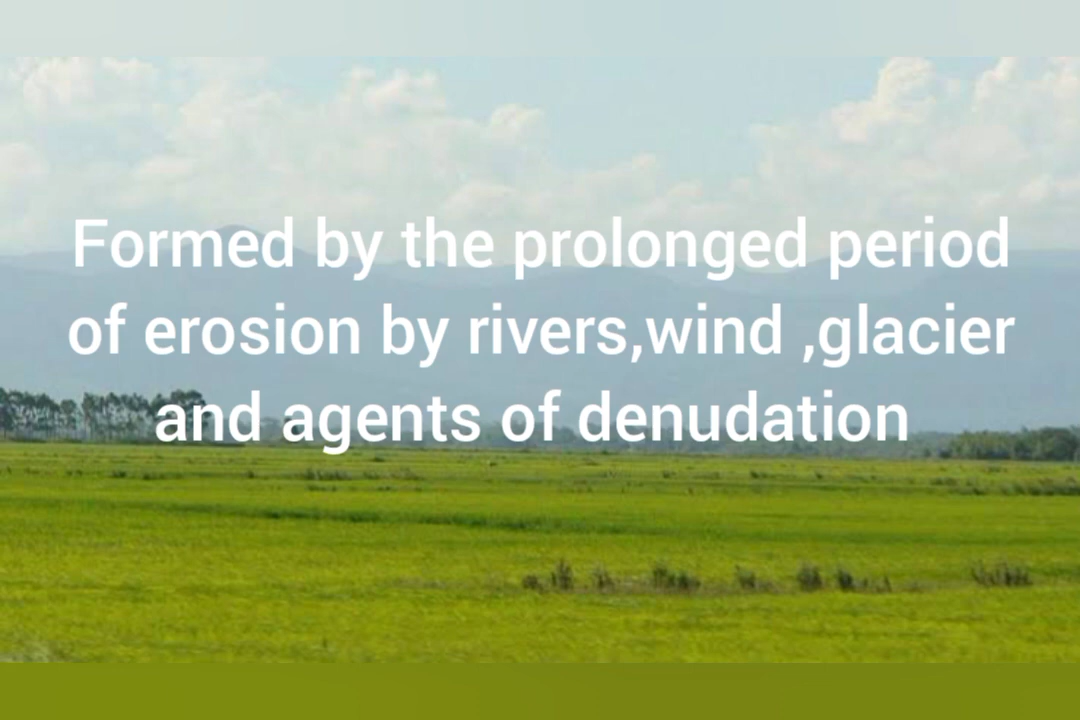 Formed by the prolonged period
of erosion by rivers,wind ,glacier
and agents of denudation